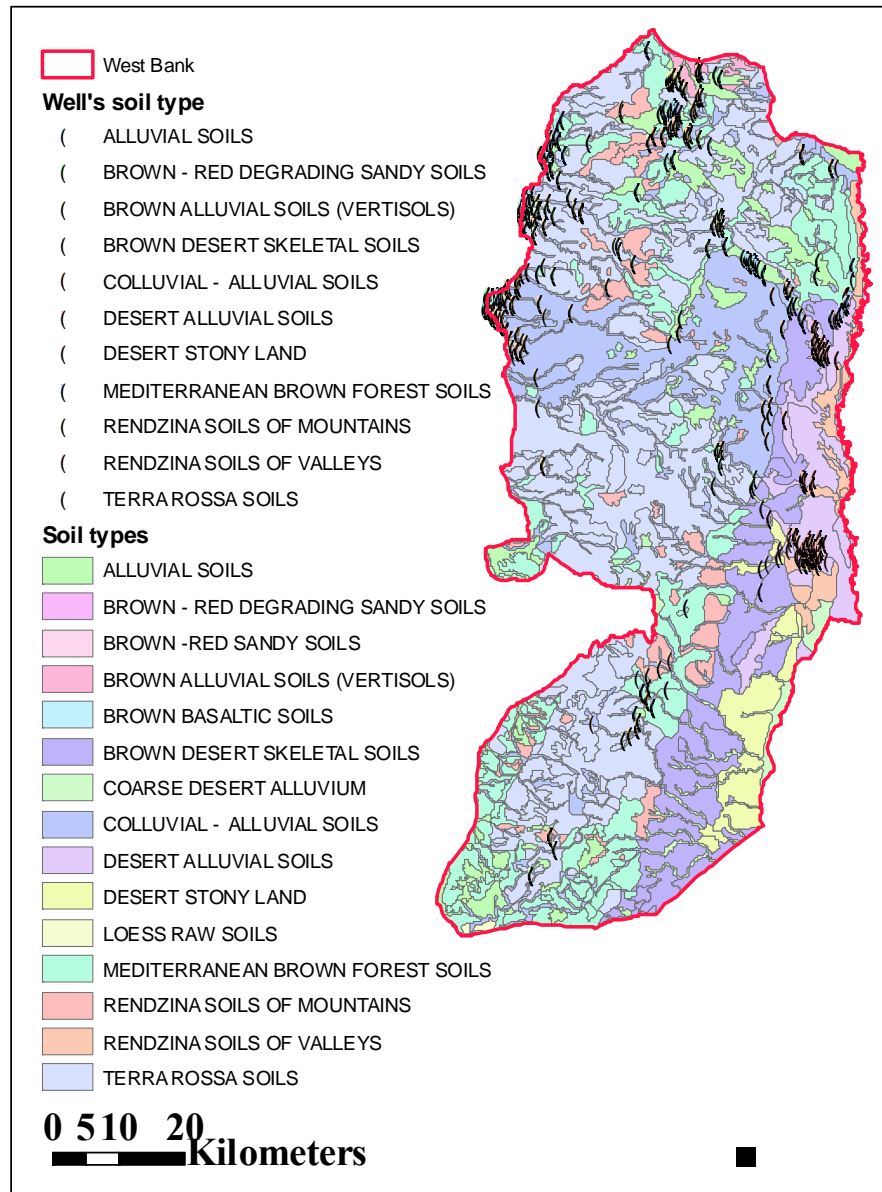 West Bank
Well's soil type
( ALLUVIAL SOILS
( BROWN - RED DEGRADING SANDY SOILS
( BROWN ALLUVIAL SOILS (VERTISOLS)
( BROWN DESERT SKELETAL SOILS
( COLLUVIAL - ALLUVIAL SOILS
( DESERT ALLUVIAL SOILS
( DESERT STONY LAND
( MEDITERRANEAN BROWN FOREST SOILS
( RENDZINA SOILS OF MOUNTAINS
( RENDZINA SOILS OF VALLEYS
( TERRA ROSSA SOILS
Soil types
ALLUVIAL SOILS
BROWN - RED DEGRADING SANDY SOILS
BROWN -RED SANDY SOILS
BROWN ALLUVIAL SOILS (VERTISOLS)
BROWN BASALTIC SOILS
BROWN DESERT SKELETAL SOILS
COARSE DESERT ALLUVIUM
COLLUVIAL - ALLUVIAL SOILS
DESERT ALLUVIAL SOILS
DESERT STONY LAND
LOESS RAW SOILS
MEDITERRANEAN BROWN FOREST SOILS
RENDZINA SOILS OF MOUNTAINS
RENDZINA SOILS OF VALLEYS
TERRA ROSSA SOILS
0 5 10 20
Kilometers